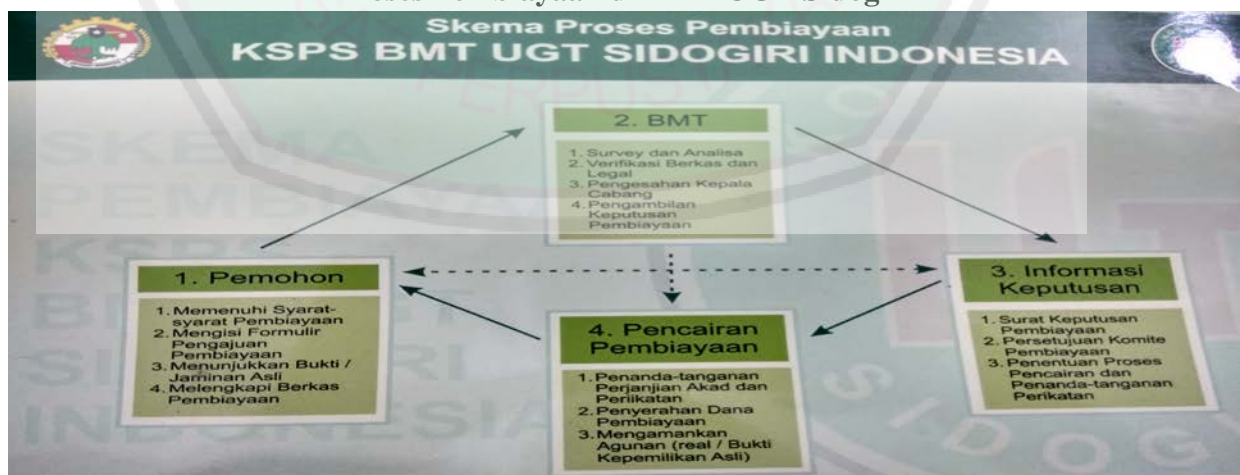 Skema Proses Pembiayaan
KSPS BMT UGT SIDOGIRI INDONESIA
2. BMT
1. Survey dan Analisa
2. Verifikasi Berkas dan
Legal
3. Pengesahan Kepala
Cabang
4. Pengambilan
Keputusan
Pembiayaan
1. Pemohon
1. Memenuhi Syarat-
syarat Pembiayaan
2. Mengisi Formulir
Pengajuan
Pembiayaan
3. Menunjukkan Bukti /
Jaminan Asli
4. Melengkapi Berkas
Pembiayaan
3. Informasi
Keputusan
1. Surat Keputusan
Pembiayaan
2. Persetujuan Komite
Pembiayaan
3. Penentuan Proses
Pencairan dan
Penanda-tanganan
Perikatan
4. Pencairan
Pembiayaan
1. Penanda-tanganan
Perjanjian Akad dan
Periikatan
2. Penyerahan Dana
Pembiayaan
3. Mengamankan
Agunan (real / Bukti
Kepemilikan Asli)